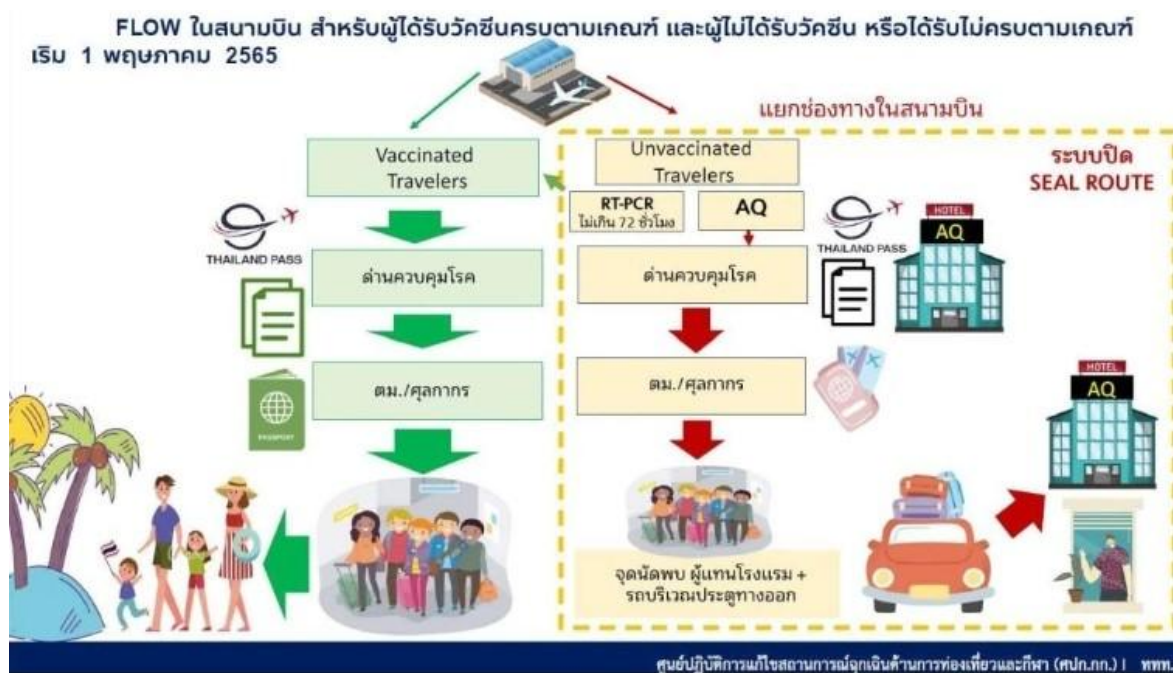 FLOW ในสนามบิน สำหรับผู้ได้รับวัคซีนครบตามเกณฑ์ และผู้ไม่ได้รับวัคซีน หรือได้รับไม่ครบตามเกณฑ์
เริ่ม 1 พฤษภาคม 2565
แยกช่องทางในสนามบิน
Vaccinated
Travelers
Unvaccinated
Travelers
ระบบปิด
SEAL ROUTE
RT-PCR
ไม่เกิน 72 ชั่วโมง
AQ
THAILAND PASS
THAILAND PASS
HOTEL
AQ
ด่านควบคุมโรค
ด่านควบคุมโรค
ตม./ศุลกากร
ตม./ศุลกากร
PASSPORT
HOTEL
AQ
จุดนัดพบ ผู้แทนโรงแรม +
รถบริเวณประตูทางออก
ศูนย์ปฏิบัติการแก้ไขสถานการณ์ฉุกเฉินด้านการท่องเที่ยวและกีฬา (ศปก.กก.) | ททท.